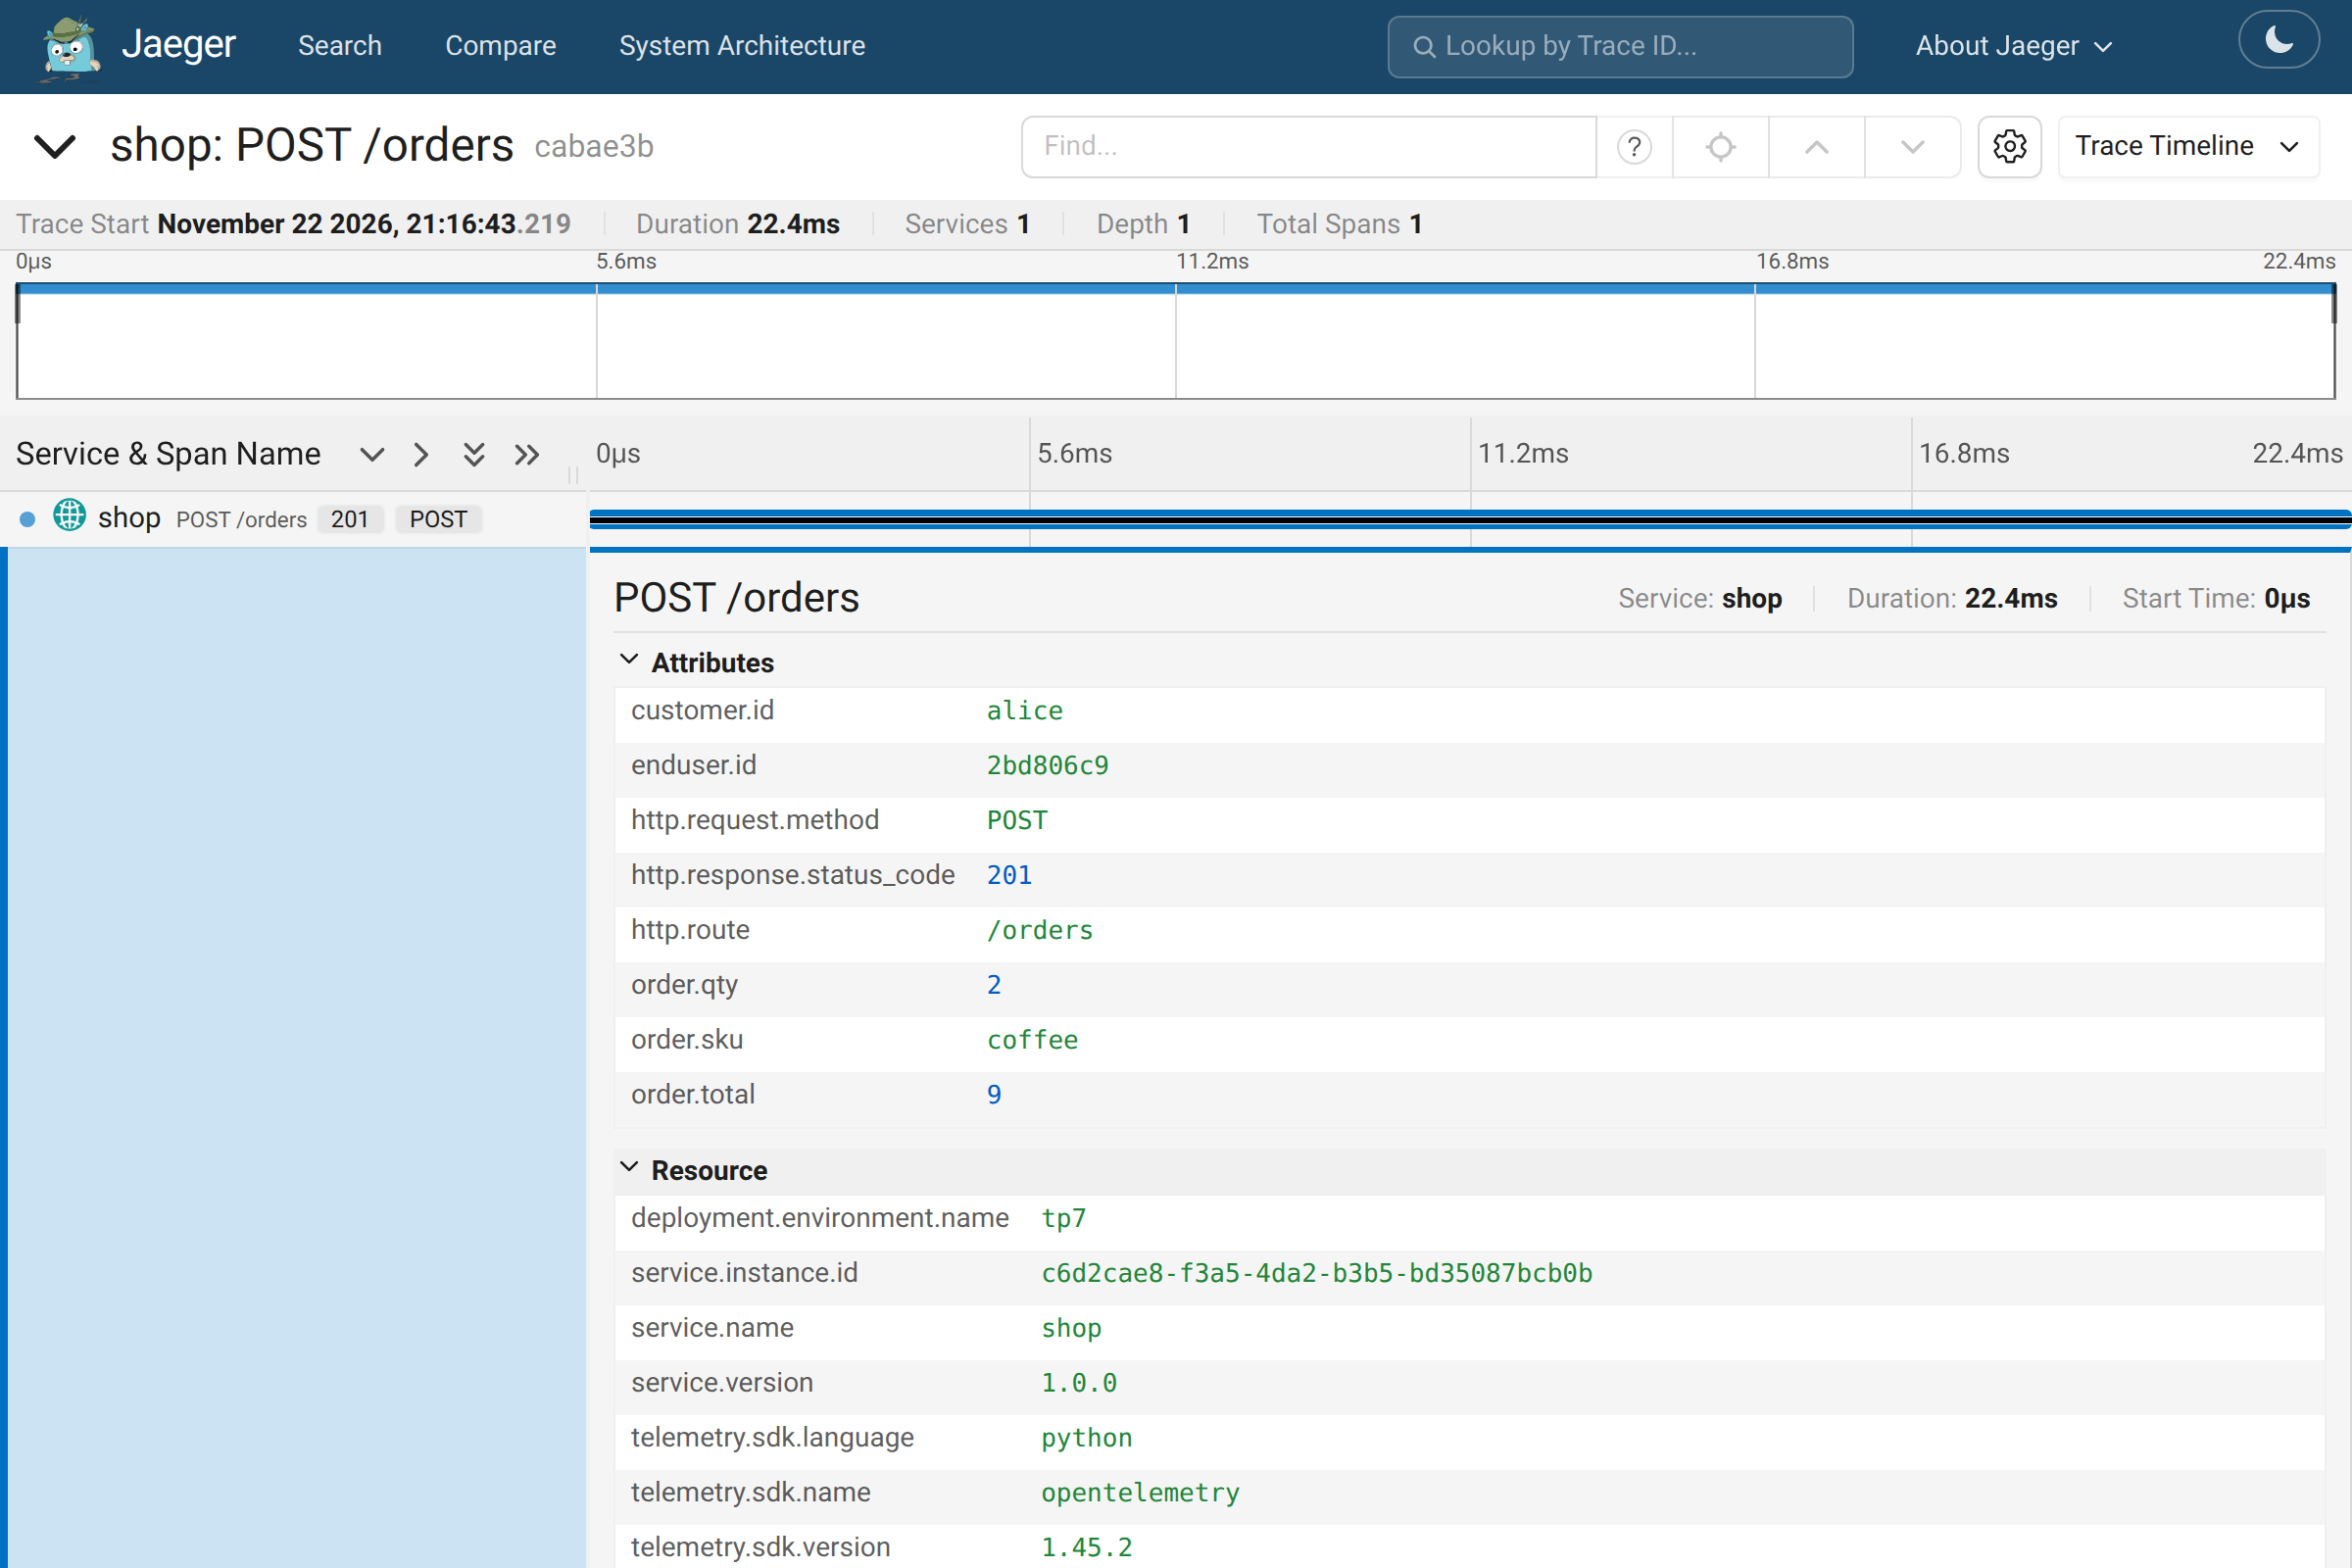 Jaeger Search Compare System Architecture Lookup by Trace ID... About Jaeger
shop: POST /orders cabae3b Find... ? Trace Timeline
Trace Start November 22 2026, 21:16:43.219 Duration 22.4ms Services 1 Depth 1 Total Spans 1
0μs 5.6ms 11.2ms 16.8ms 22.4ms
Service & Span Name 0μs 5.6ms 11.2ms 16.8ms 22.4ms
shop POST /orders 201 POST
POST /orders Service: shop Duration: 22.4ms Start Time: 0μs
Attributes
customer.id alice
enduser.id 2bd806c9
http.request.method POST
http.response.status_code 201
http.route /orders
order.qty 2
order.sku coffee
order.total 9
Resource
deployment.environment.name tp7
service.instance.id c6d2cae8-f3a5-4da2-b3b5-bd35087bcb0b
service.name shop
service.version 1.0.0
telemetry.sdk.language python
telemetry.sdk.name opentelemetry
telemetry.sdk.version 1.45.2